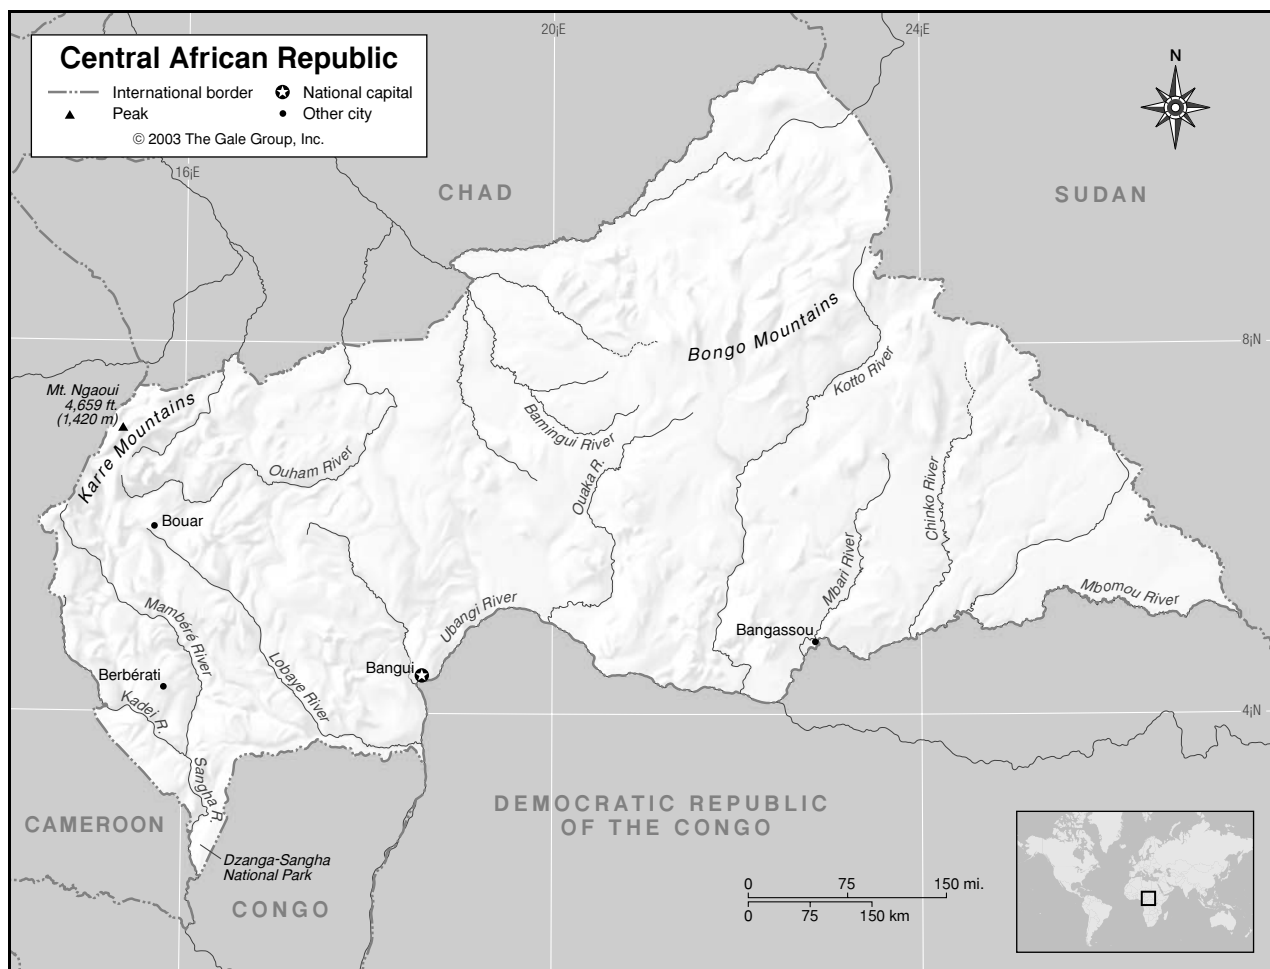 Central African Republic
International border
National capital
Peak
Other city
© 2003 The Gale Group, Inc.
20¡E
24¡E
N
16¡E
CHAD
SUDAN
8¡N
Bongo Mountains
Kotto River
Mt. Ngaoui
4,659 ft.
(1,420 m)
Karre Mountains
Bamingui River
Ouham River
Ouaka R.
Chinko River
Bouar
Mbari River
Mbomou River
Ubangi River
Mambéré River
Bangassou
Bangui
Berbérati
Lobaye River
Kadei R.
4¡N
Sangha R.
DEMOCRATIC REPUBLIC
OF THE CONGO
CAMEROON
Dzanga-Sangha
National Park
CONGO
0 75 150 mi.
0 75 150 km